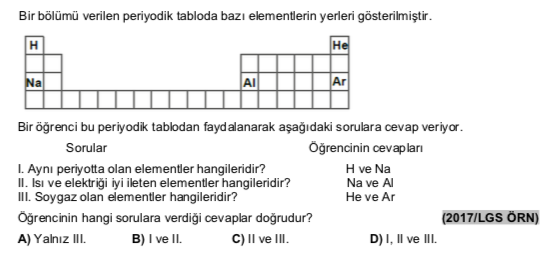 Bir bölümü verilen periyodik tabloda bazı elementlerin yerleri gösterilmiştir.
H He
Na Al Ar
Bir öğrenci bu periyodik tablodan faydalanarak aşağıdaki sorulara cevap veriyor.
Sorular Öğrencinin cevapları
I. Aynı periyotta olan elementler hangileridir? H ve Na
II. Isı ve elektriği iyi ileten elementler hangileridir? Na ve Al
III. Soygaz olan elementler hangileridir? He ve Ar
Öğrencinin hangi sorulara verdiği cevaplar doğrudur? (2017/LGS ÖRN)
A) Yalnız III. B) I ve II. C) II ve III. D) I, II ve III.